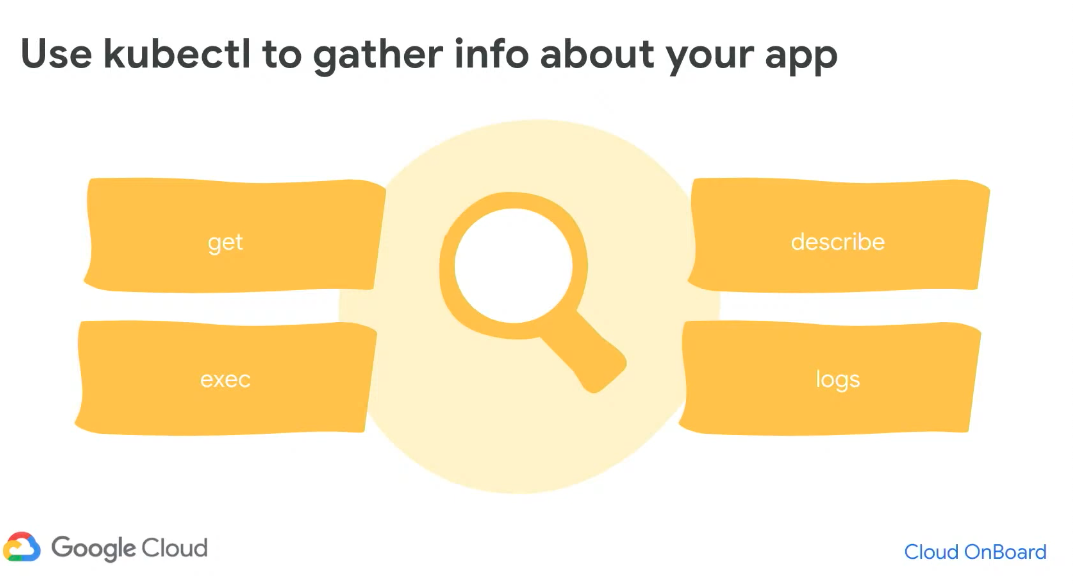 Use kubectl to gather info about your app
get
describe
exec
logs
Google Cloud
Cloud OnBoard